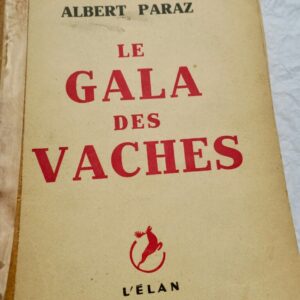 ALBERT PARAZ
LE
GALA
DES
VACHES
L'ÉLAN